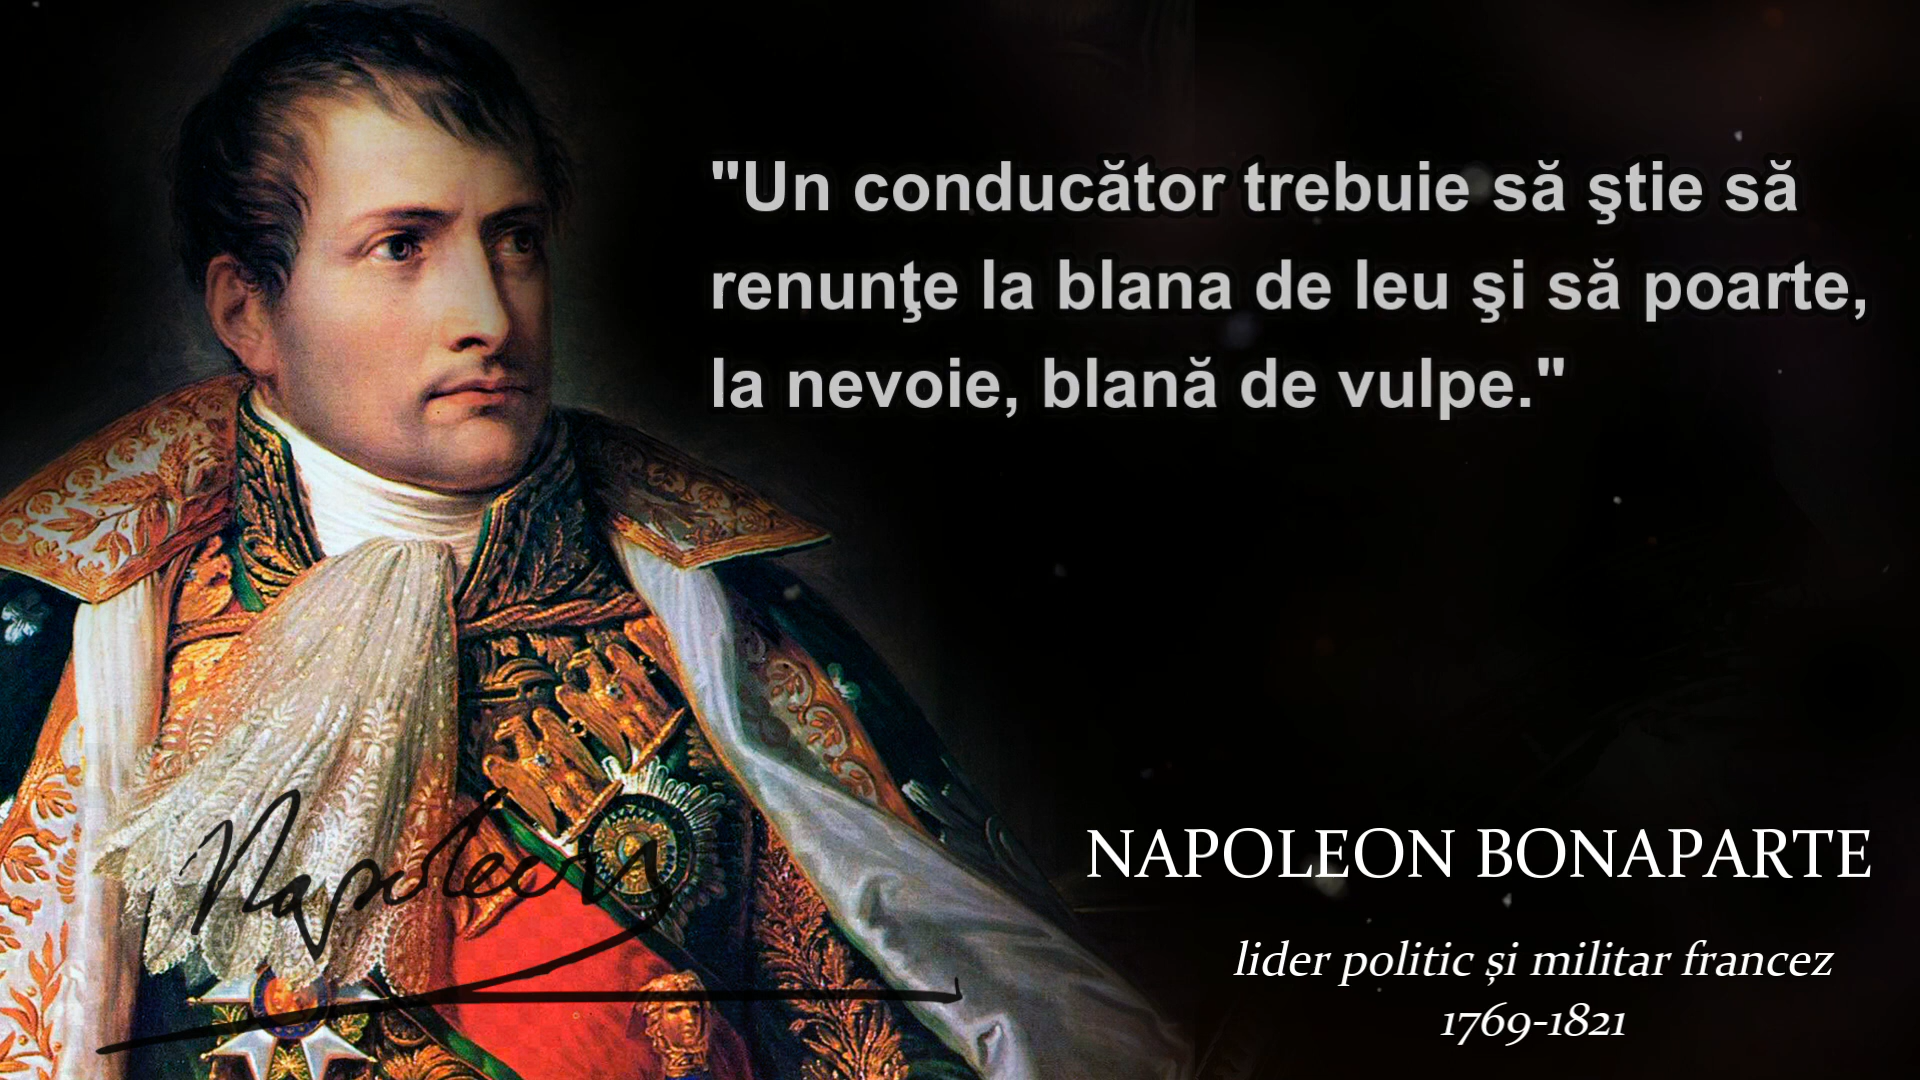 "Un conducător trebuie să ştie să
renunţe la blana de leu şi să poarte,
la nevoie, blană de vulpe."
Napoleon
NAPOLEON BONAPARTE
lider politic și militar francez
1769-1821